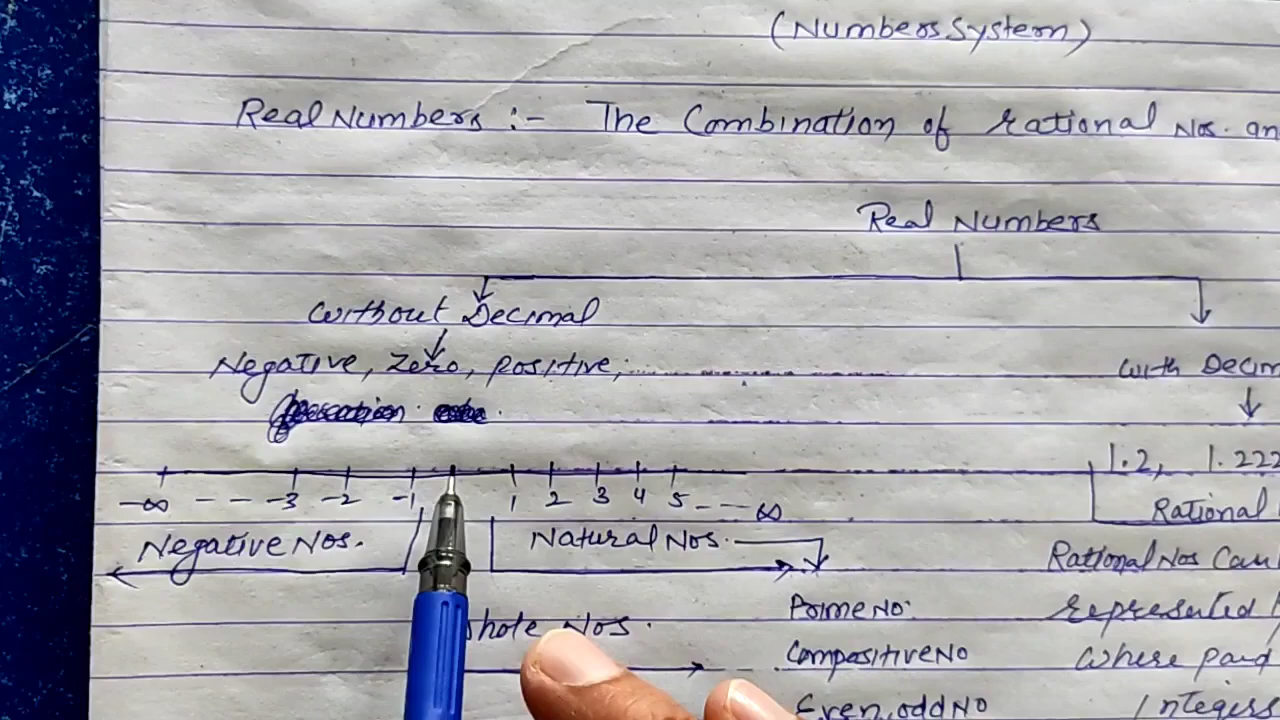 (Numbers System)
Real Numbers :- The Combination of rational Nos. an
Real Numbers
Without Decimal
Negative, Zero, positive,
With Decim
1.2, 1.222
-∞ - - - -3 -2 -1 1 2 3 4 5 - - - ∞
Rational
Negative Nos. Natural Nos.
Rational Nos Can
hole Nos.
Prime No.
represented
Compositive No
Where p and
Even, odd No
Integers